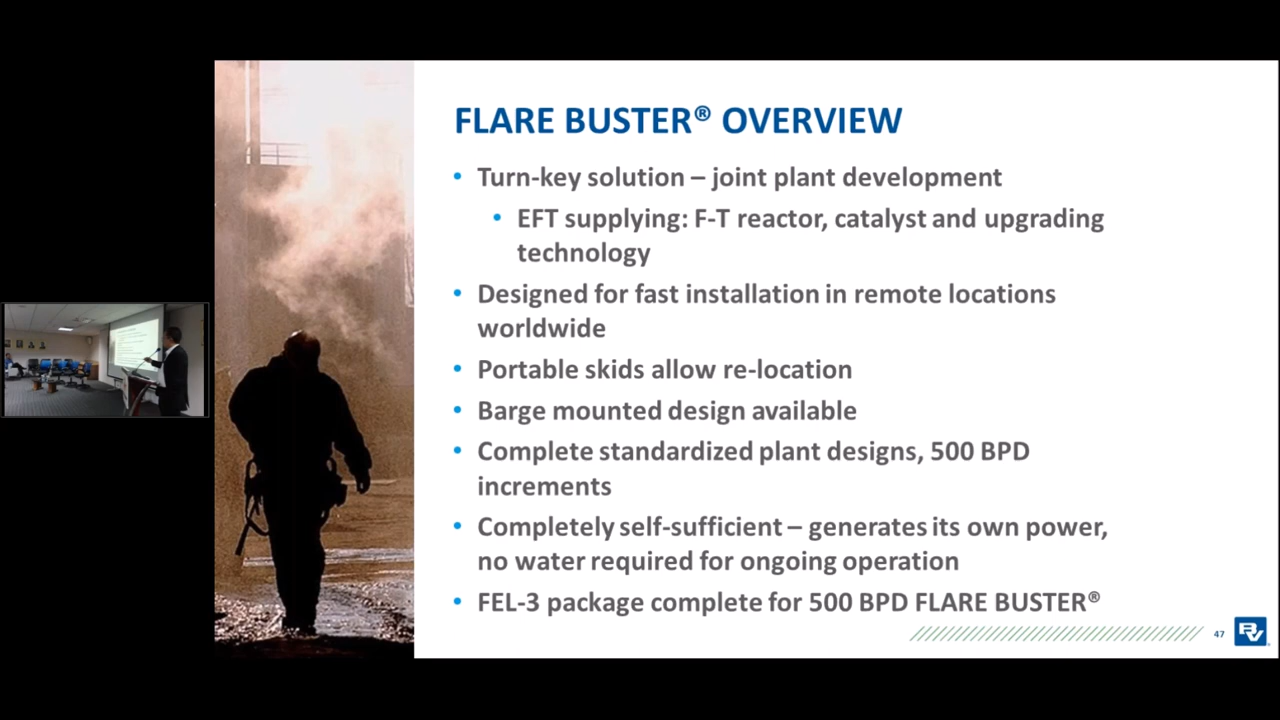 FLARE BUSTER® OVERVIEW
• Turn-key solution – joint plant development
• EFT supplying: F-T reactor, catalyst and upgrading
technology
• Designed for fast installation in remote locations
worldwide
• Portable skids allow re-location
• Barge mounted design available
• Complete standardized plant designs, 500 BPD
increments
• Completely self-sufficient – generates its own power,
no water required for ongoing operation
• FEL-3 package complete for 500 BPD FLARE BUSTER®
47
BV